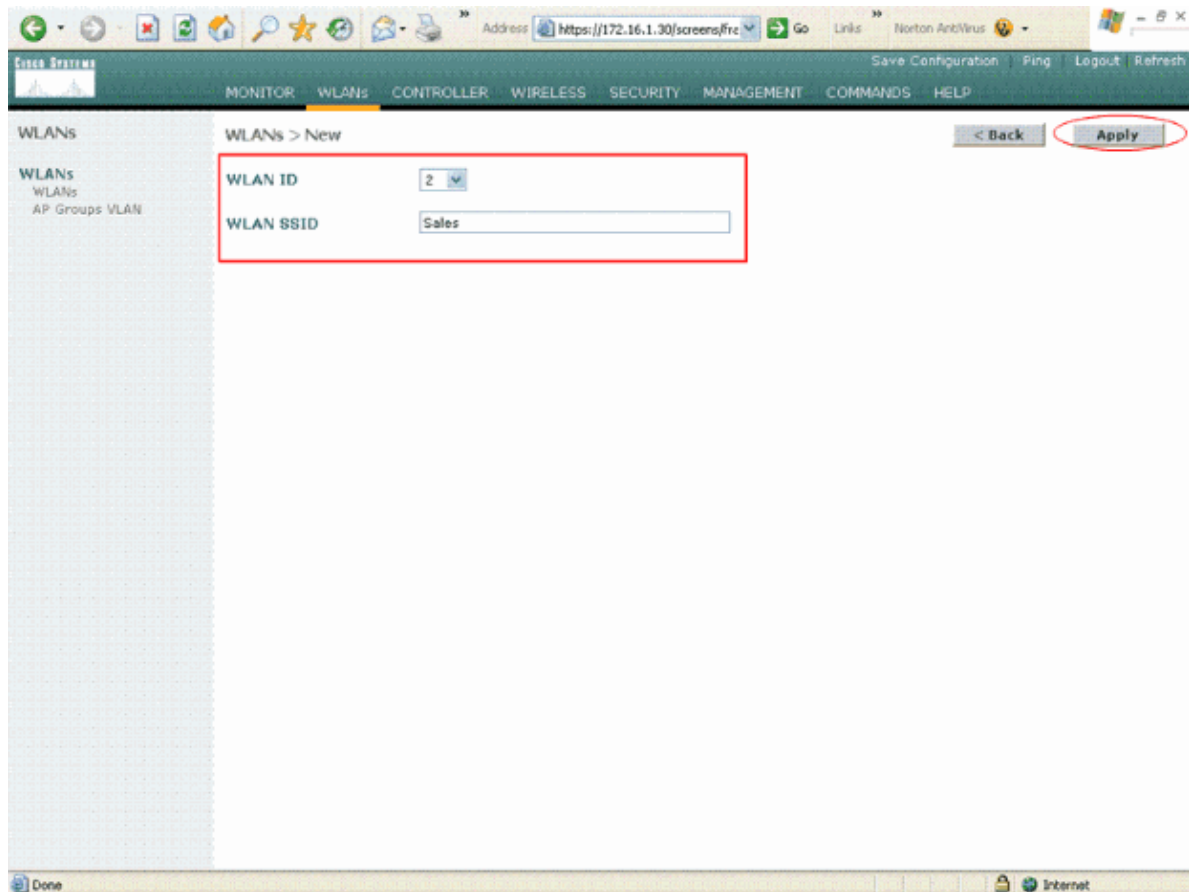 » Address https://172.16.1.30/screens/fra Go Links » Norton AntiVirus
CISCO SYSTEMS
Save Configuration | Ping | Logout | Refresh
MONITOR WLANs CONTROLLER WIRELESS SECURITY MANAGEMENT COMMANDS HELP
WLANs
WLANs
WLANs
AP Groups VLAN
WLANs > New
< Back Apply
WLAN ID 2
WLAN SSID Sales
Done Internet